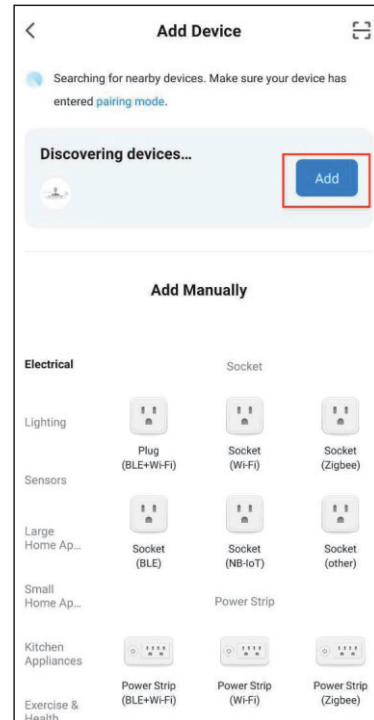 Add Device
Searching for nearby devices. Make sure your device has
entered pairing mode.
Discovering devices...
Add
Add Manually
Electrical
Socket
Lighting
Plug
(BLE+Wi-Fi)
Socket
(Wi-Fi)
Socket
(Zigbee)
Sensors
Large
Home Ap...
Socket
(BLE)
Socket
(NB-IoT)
Socket
(other)
Small
Home Ap...
Power Strip
Kitchen
Appliances
Power Strip
(BLE+Wi-Fi)
Power Strip
(Wi-Fi)
Power Strip
(Zigbee)
Exercise &
Health